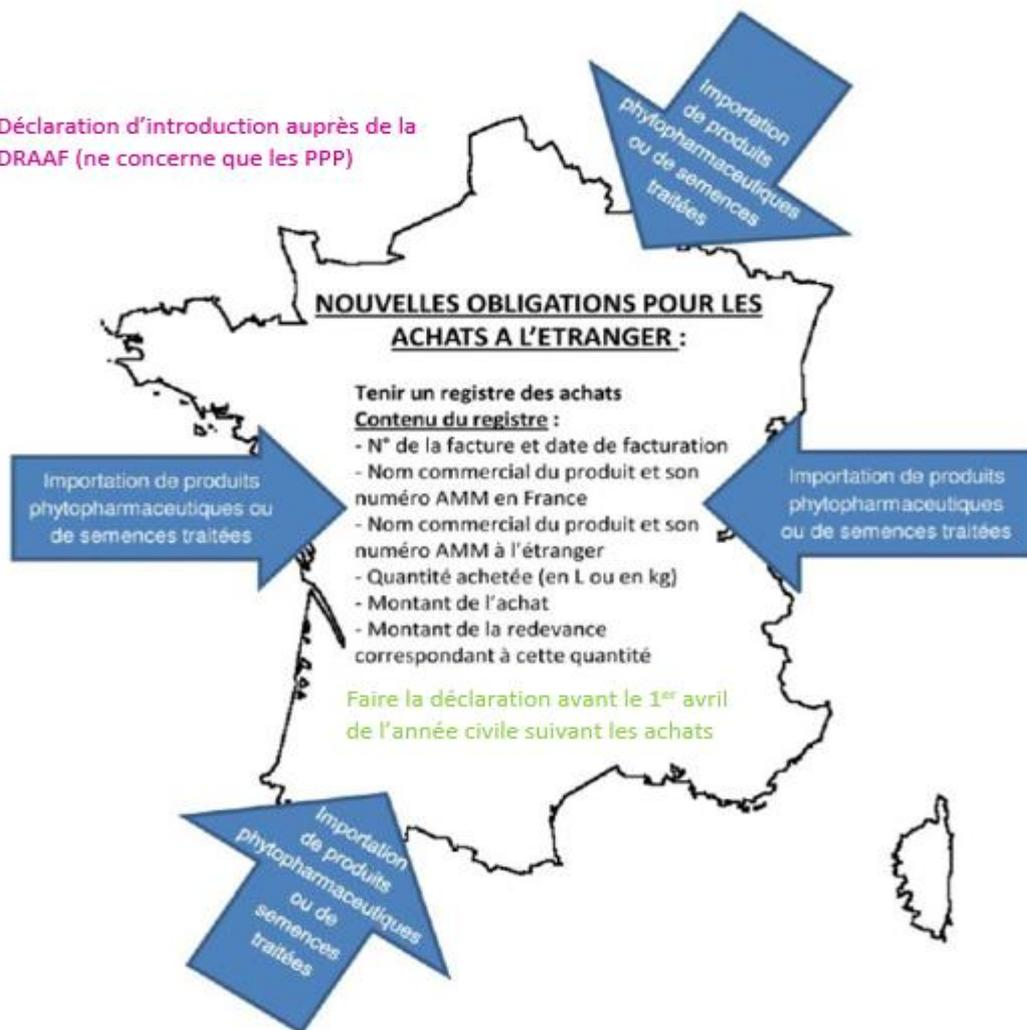 Déclaration d'introduction auprès de la
DRAAF (ne concerne que les PPP)
Importation
de produits
phytopharmaceutiques
ou de semences
traitées
NOUVELLES OBLIGATIONS POUR LES
ACHATS A L'ETRANGER :
Tenir un registre des achats
Contenu du registre :
- N° de la facture et date de facturation
- Nom commercial du produit et son
numéro AMM en France
- Nom commercial du produit et son
numéro AMM à l'étranger
- Quantité achetée (en L ou en kg)
- Montant de l'achat
- Montant de la redevance
correspondant à cette quantité
Faire la déclaration avant le 1er avril
de l'année civile suivant les achats
Importation de produits
phytopharmaceutiques ou
de semences traitées
Importation de produits
phytopharmaceutiques
ou de semences traitées
Importation
de produits
phytopharmaceutiques
ou de
semences
traitées